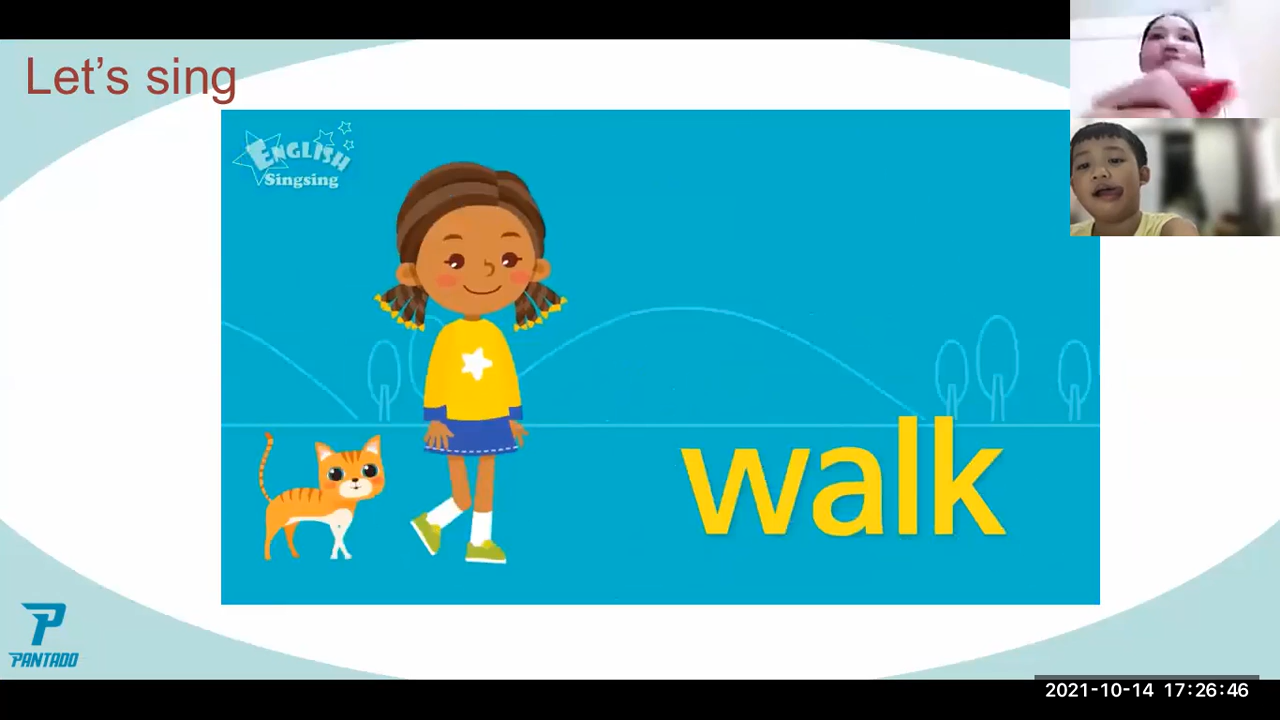 Let's sing
ENGLISH
Singsing
walk
PANTADO
2021-10-14 17:26:46